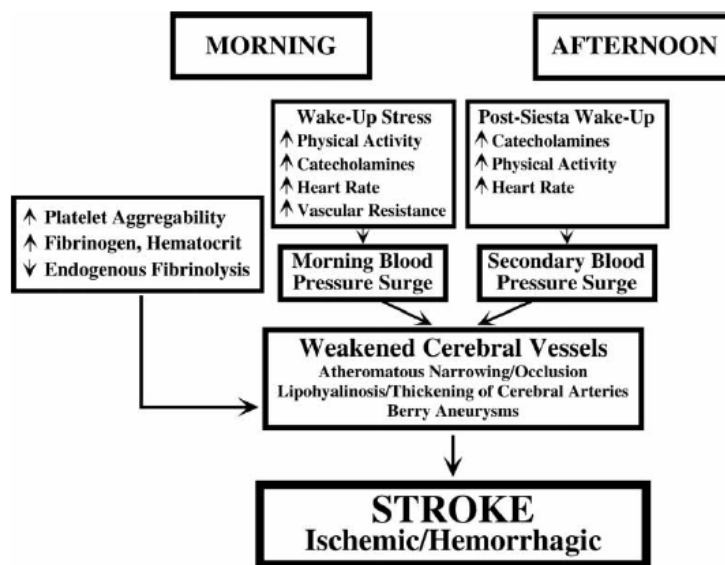 MORNING
AFTERNOON
Wake-Up Stress
↑ Physical Activity
↑ Catecholamines
↑ Heart Rate
↑ Vascular Resistance
Post-Siesta Wake-Up
↑ Catecholamines
↑ Physical Activity
↑ Heart Rate
↑ Platelet Aggregability
↑ Fibrinogen, Hematocrit
↓ Endogenous Fibrinolysis
Morning Blood
Pressure Surge
Secondary Blood
Pressure Surge
Weakened Cerebral Vessels
Atheromatous Narrowing/Occlusion
Lipohyalinosis/Thickening of Cerebral Arteries
Berry Aneurysms
STROKE
Ischemic/Hemorrhagic